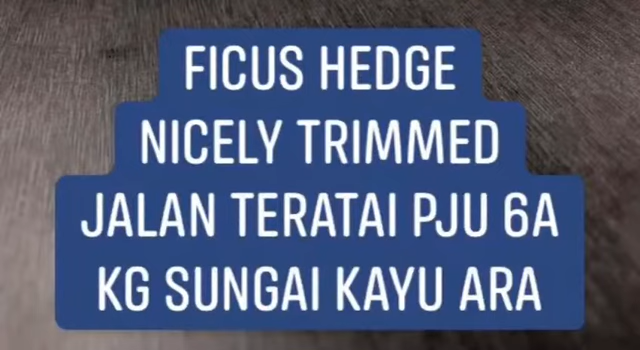 FICUS HEDGE
NICELY TRIMMED
JALAN TERATAI PJU 6A
KG SUNGAI KAYU ARA